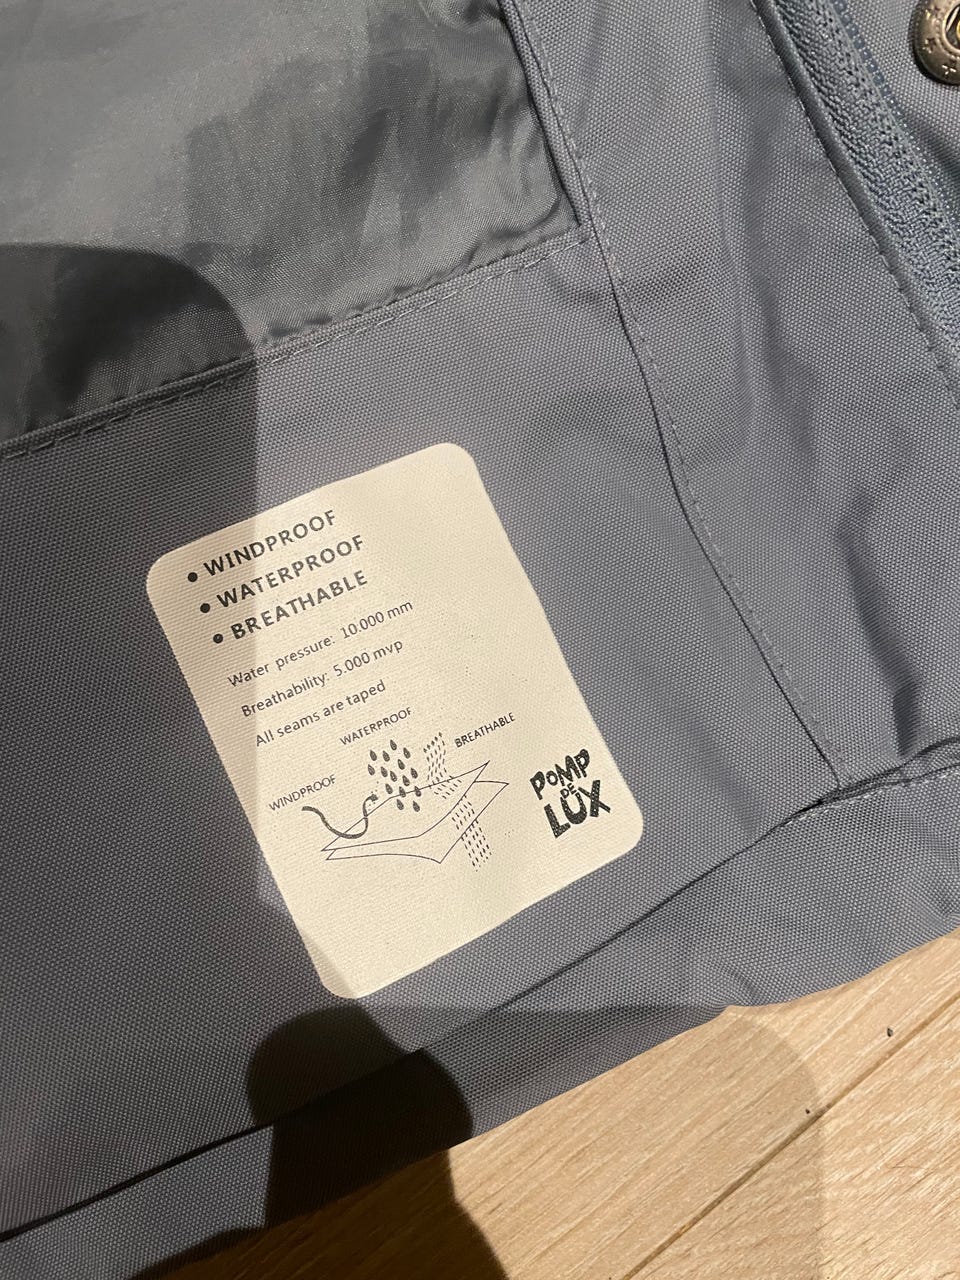 • WINDPROOF
• WATERPROOF
• BREATHABLE
Water pressure: 10.000 mm
Breathability: 5.000 mvp
All seams are taped
WATERPROOF
BREATHABLE
WINDPROOF
POMP
DE
LUX